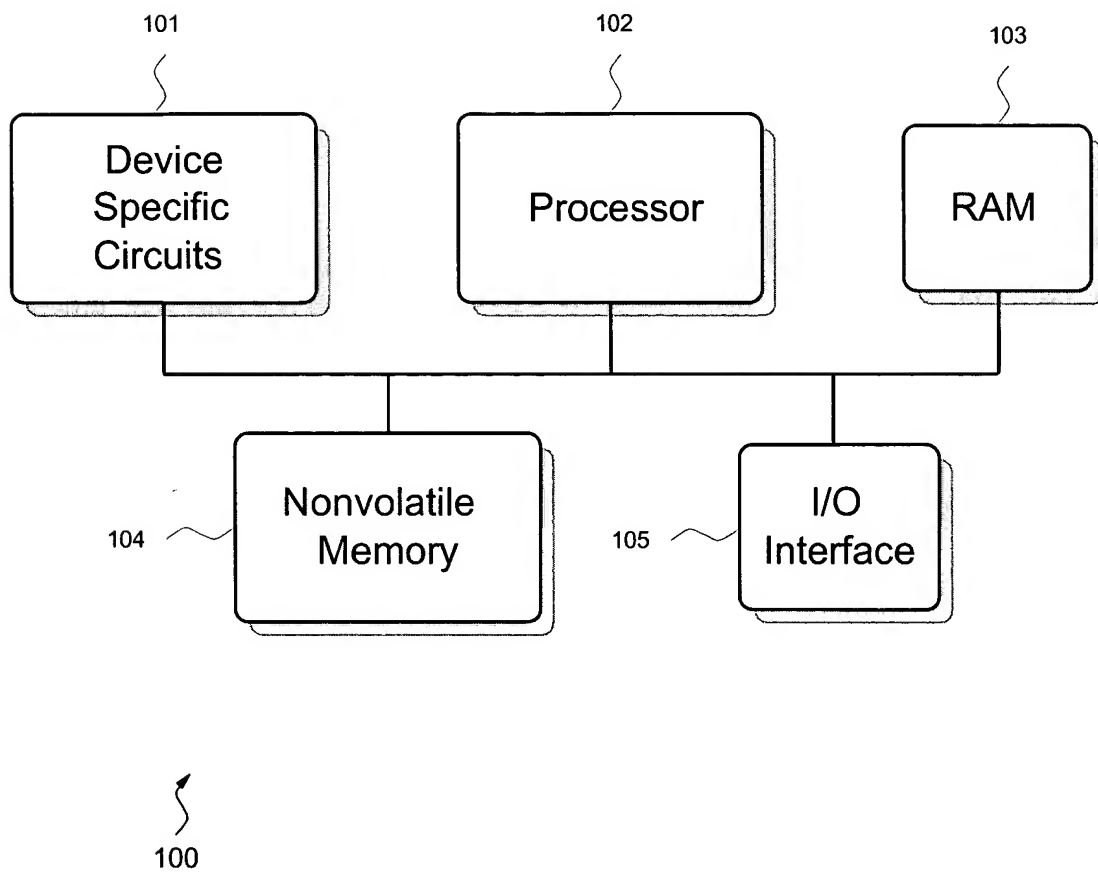 101
102
103
Device
Specific
Circuits
Processor
RAM
104
Nonvolatile
Memory
105
I/O
Interface
100